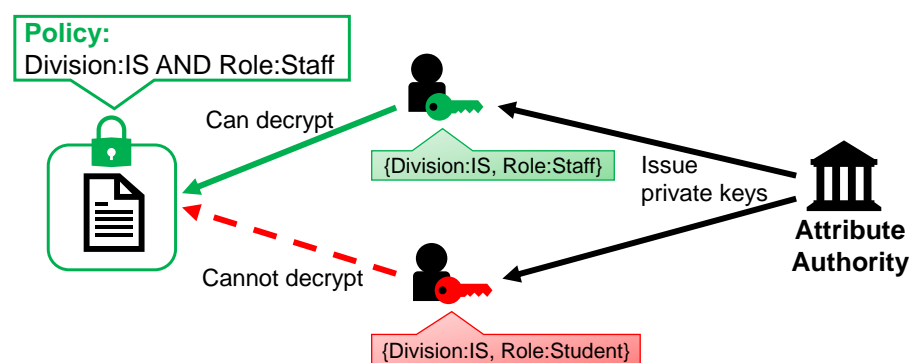 Policy:
Division:IS AND Role:Staff
Can decrypt
{Division:IS, Role:Staff}
Issue
private keys
Attribute
Authority
Cannot decrypt
{Division:IS, Role:Student}